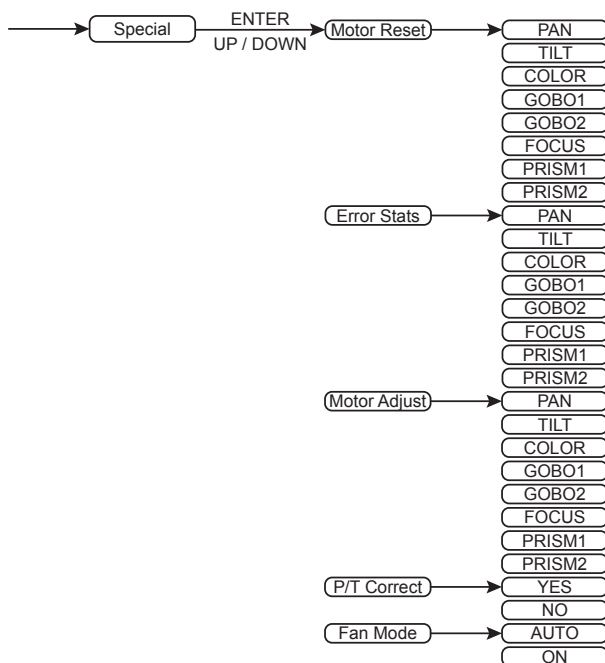 Special
ENTER
UP / DOWN
Motor Reset
PAN
TILT
COLOR
GOBO1
GOBO2
FOCUS
PRISM1
PRISM2
Error Stats
PAN
TILT
COLOR
GOBO1
GOBO2
FOCUS
PRISM1
PRISM2
Motor Adjust
PAN
TILT
COLOR
GOBO1
GOBO2
FOCUS
PRISM1
PRISM2
P/T Correct
YES
NO
Fan Mode
AUTO
ON